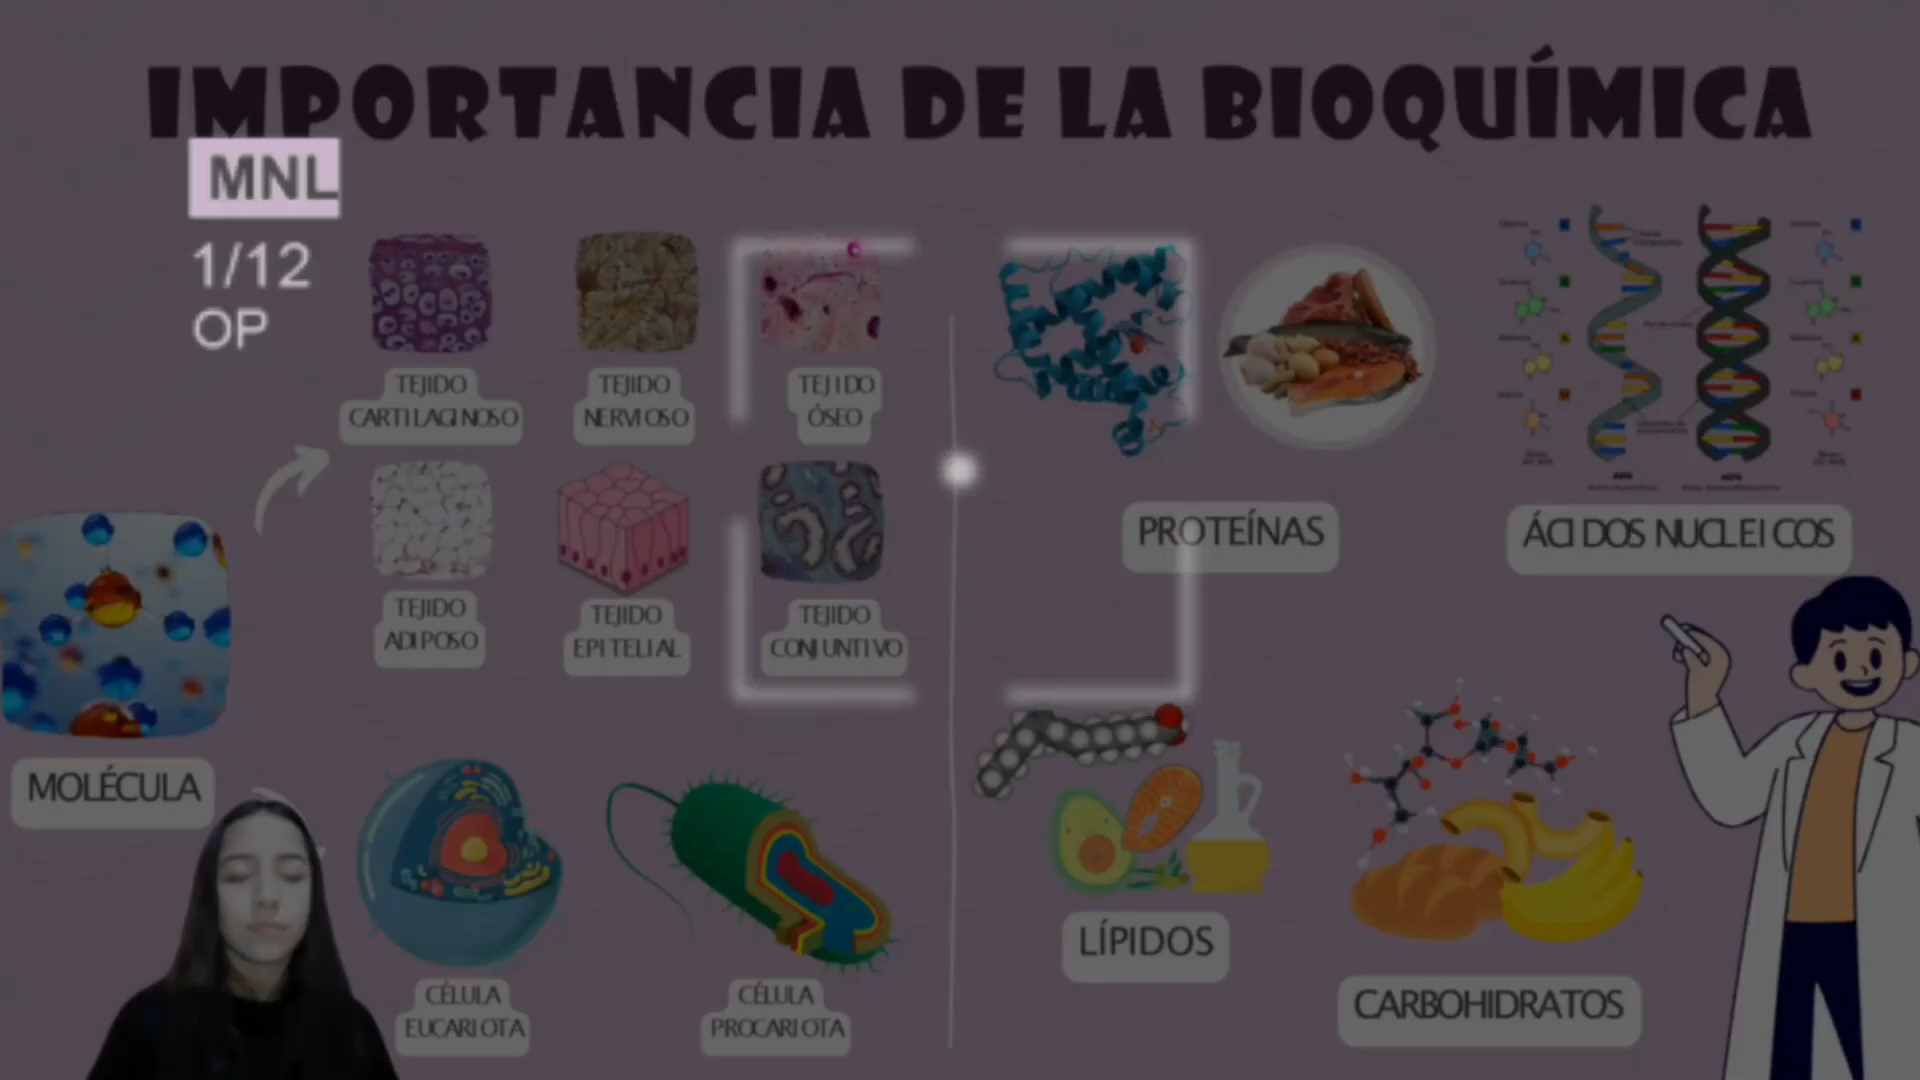 IMPORTANCIA DE LA BIOQUÍMICA
MNL
1/12
OP
TEJIDO
CARTILAGINOSO
TEJIDO
NERVIOSO
TEJIDO
ÓSEO
TEJIDO
ADIPOSO
TEJIDO
EPITELIAL
TEJIDO
CONJUNTIVO
MOLÉCULA
CÉLULA
EUCARIOTA
CÉLULA
PROCARIOTA
PROTEÍNAS
ÁCIDOS NUCLEICOS
LÍPIDOS
CARBOHIDRATOS